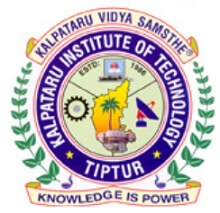 KALPATARU VIDYA SAMSTHE®
KALPATARU INSTITUTE OF TECHNOLOGY
ESTD: 1986
TIPTUR
KNOWLEDGE IS POWER